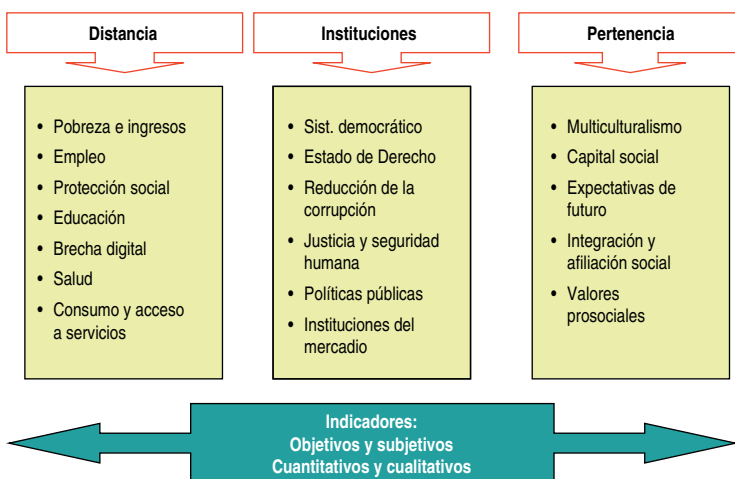 Distancia
Instituciones
Pertenencia
• Pobreza e ingresos
• Empleo
• Protección social
• Educación
• Brecha digital
• Salud
• Consumo y acceso
a servicios
• Sist. democrático
• Estado de Derecho
• Reducción de la
corrupción
• Justicia y seguridad
humana
• Políticas públicas
• Instituciones del
mercadio
• Multiculturalismo
• Capital social
• Expectativas de
futuro
• Integración y
afiliación social
• Valores
prosociales
Indicadores:
Objetivos y subjetivos
Cuantitativos y cualitativos